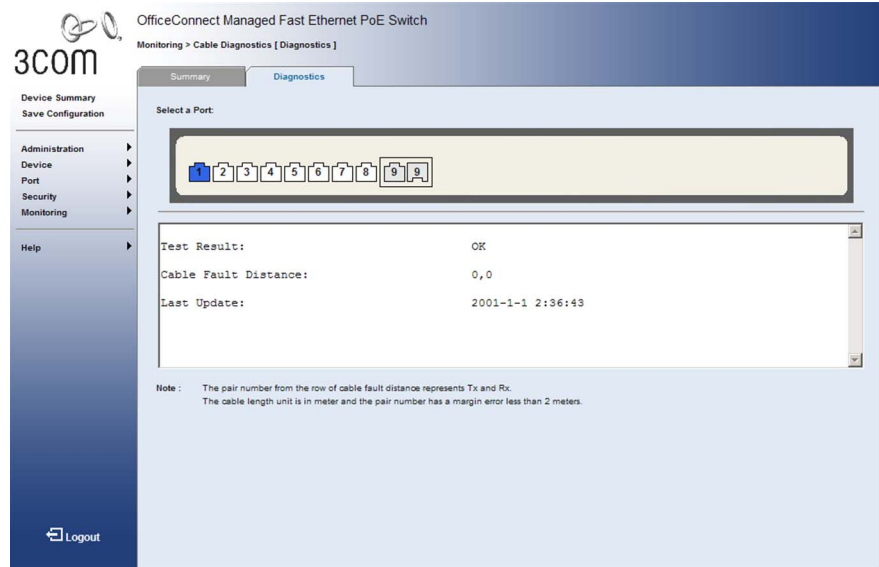 3COM
OfficeConnect Managed Fast Ethernet PoE Switch
Monitoring > Cable Diagnostics [ Diagnostics ]
Summary
Diagnostics
Device Summary
Save Configuration
Administration
Device
Port
Security
Monitoring
Help
Logout
Select a Port:
1 2 3 4 5 6 7 8 9 9
Test Result: OK
Cable Fault Distance: 0,0
Last Update: 2001-1-1 2:36:43
Note : The pair number from the row of cable fault distance represents Tx and Rx.
The cable length unit is in meter and the pair number has a margin error less than 2 meters.